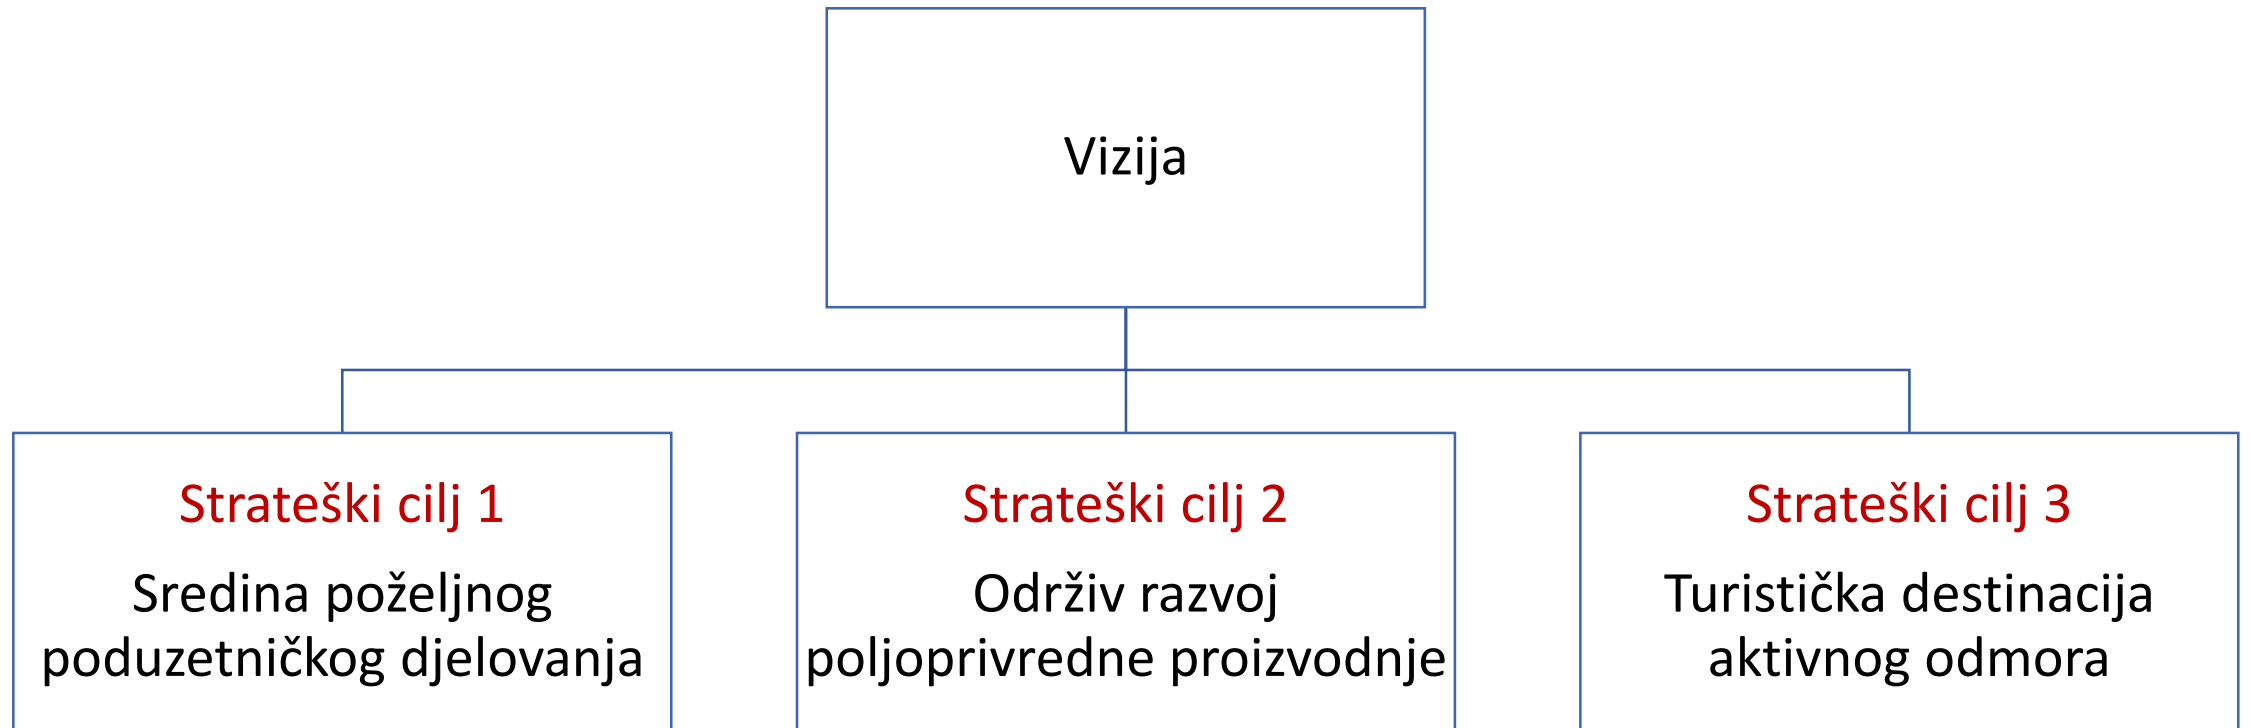 Vizija
Strateški cilj 1
Sredina poželjnog
poduzetničkog djelovanja
Strateški cilj 2
Održiv razvoj
poljoprivredne proizvodnje
Strateški cilj 3
Turistička destinacija
aktivnog odmora